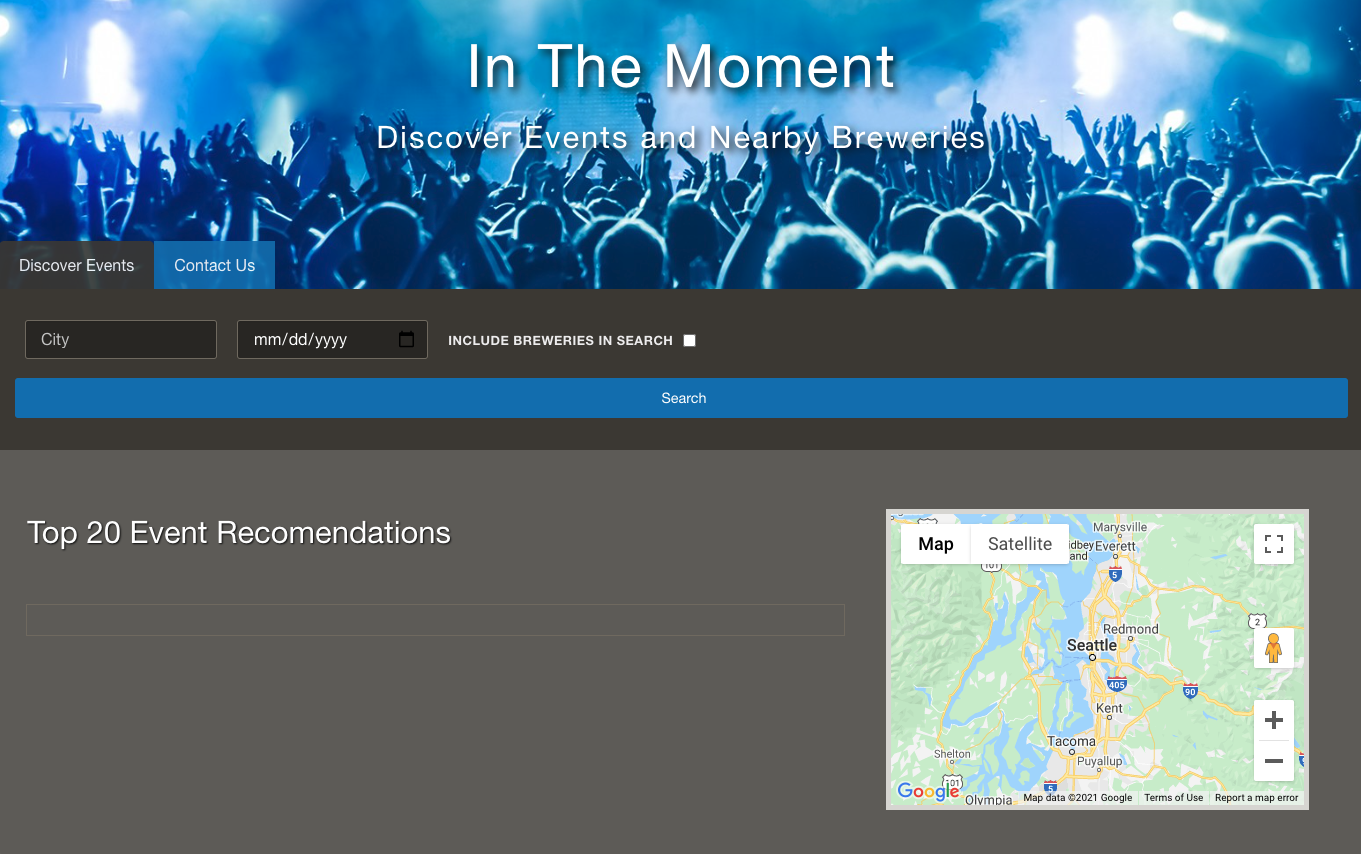 In The Moment
Discover Events and Nearby Breweries
Discover Events
Contact Us
City
mm/dd/yyyy
INCLUDE BREWERIES IN SEARCH
Search
Top 20 Event Recomendations
Map
Satellite
Marysville
Everett
101
5
2
Redmond
Seattle
405
90
Kent
Tacoma
Shelton
Puyallup
101
5
Olympia
Google
Map data ©2021 Google
Terms of Use
Report a map error